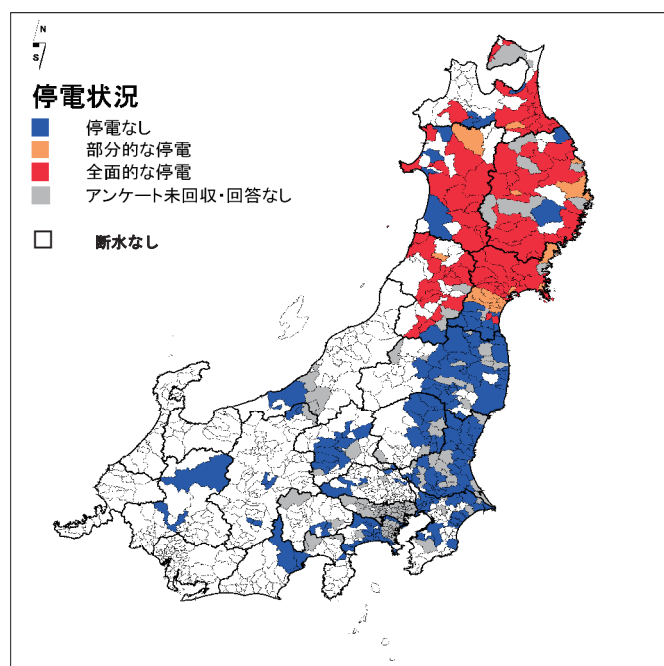 N
S
停電状況
停電なし
部分的な停電
全面的な停電
アンケート未回収・回答なし
断水なし